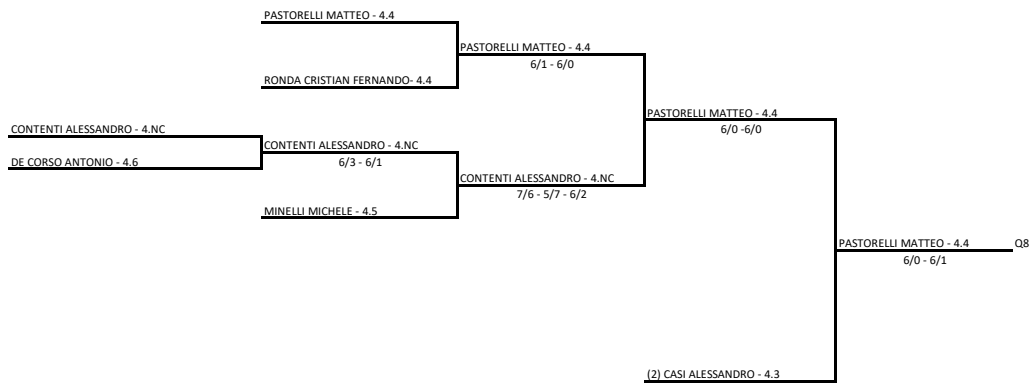 PASTORELLI MATTEO - 4.4
PASTORELLI MATTEO - 4.4
6/1 - 6/0
RONDA CRISTIAN FERNANDO- 4.4
PASTORELLI MATTEO - 4.4
6/0 -6/0
CONTENTI ALESSANDRO - 4.NC
CONTENTI ALESSANDRO - 4.NC
6/3 - 6/1
DE CORSO ANTONIO - 4.6
CONTENTI ALESSANDRO - 4.NC
7/6 - 5/7 - 6/2
MINELLI MICHELE - 4.5
PASTORELLI MATTEO - 4.4 Q8
6/0 - 6/1
(2) CASI ALESSANDRO - 4.3